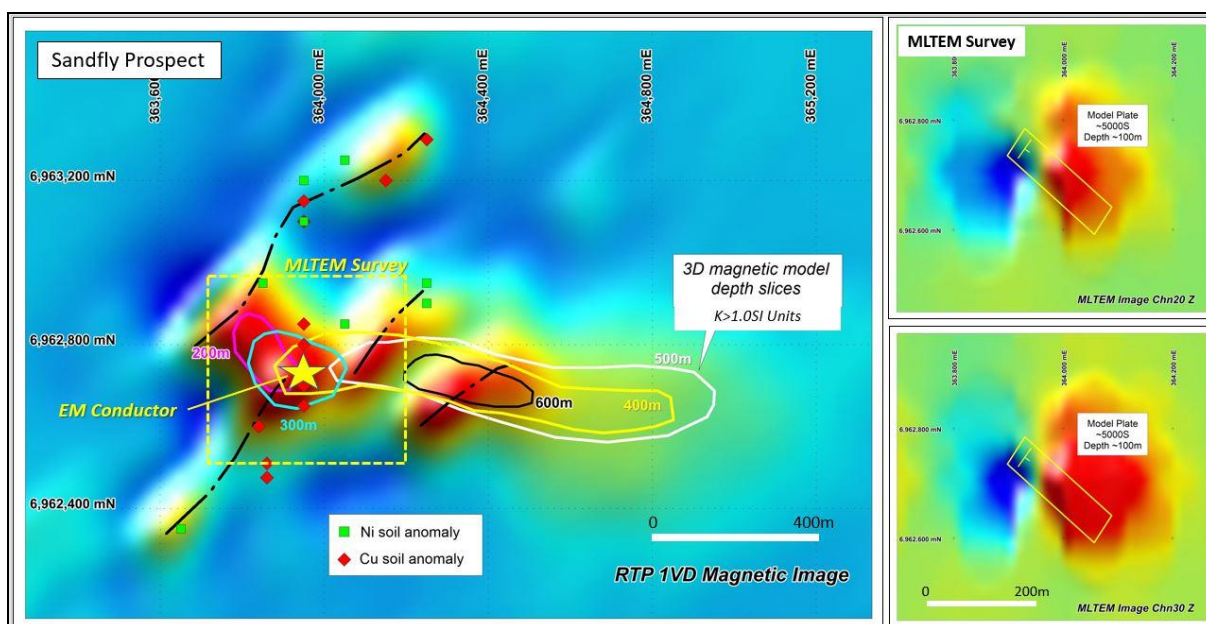 Sandfly Prospect
363,600 mE
364,000 mE
364,400 mE
364,800 mE
365,200 mE
6,963,200 mN
MLTEM Survey
3D magnetic model
depth slices
K>1.0SI Units
6,962,800 mN
200m
500m
EM Conductor
600m
400m
300m
6,962,400 mN
Ni soil anomaly
Cu soil anomaly
0
400m
RTP 1VD Magnetic Image
MLTEM Survey
364,000 mE
364,200 mE
6,962,800 mN
Model Plate
~5000S
Depth ~100m
6,962,600 mN
MLTEM Image Chn20 Z
363,800 mE
364,000 mE
364,200 mE
6,962,800 mN
Model Plate
~5000S
Depth ~100m
6,962,600 mN
0
200m
MLTEM Image Chn30 Z